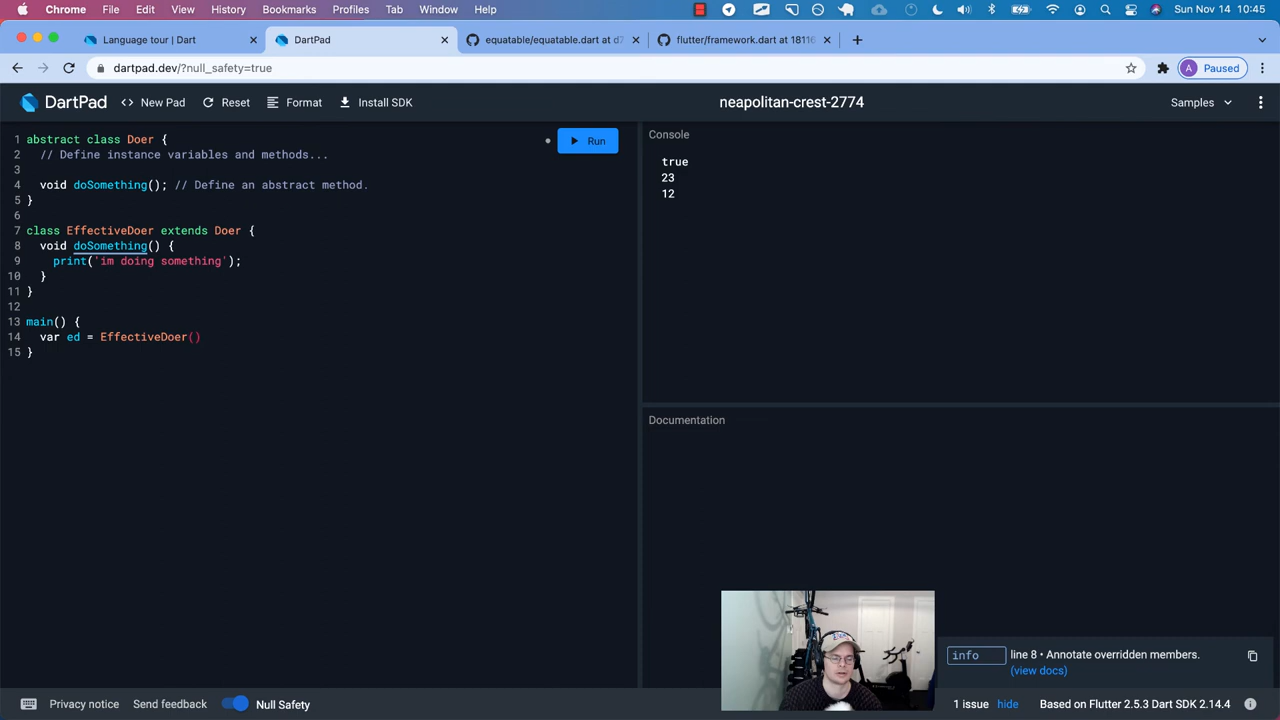 Chrome File Edit View History Bookmarks Profiles Tab Window Help Sun Nov 14 10:45
Language tour | Dart DartPad equatable/equatable.dart at d7 flutter/framework.dart at 18116
dartpad.dev/?null_safety=true A Paused
DartPad <> New Pad Reset Format Install SDK neapolitan-crest-2774 Samples
1 abstract class Doer {
2 // Define instance variables and methods...
3
4 void doSomething(); // Define an abstract method.
5 }
6
7 class EffectiveDoer extends Doer {
8 void doSomething() {
9 print('im doing something');
10 }
11 }
12
13 main() {
14 var ed = EffectiveDoer()
15 }
Run
Console
true
23
12
Documentation
info line 8 • Annotate overridden members.
(view docs)
Privacy notice Send feedback Null Safety 1 issue hide Based on Flutter 2.5.3 Dart SDK 2.14.4